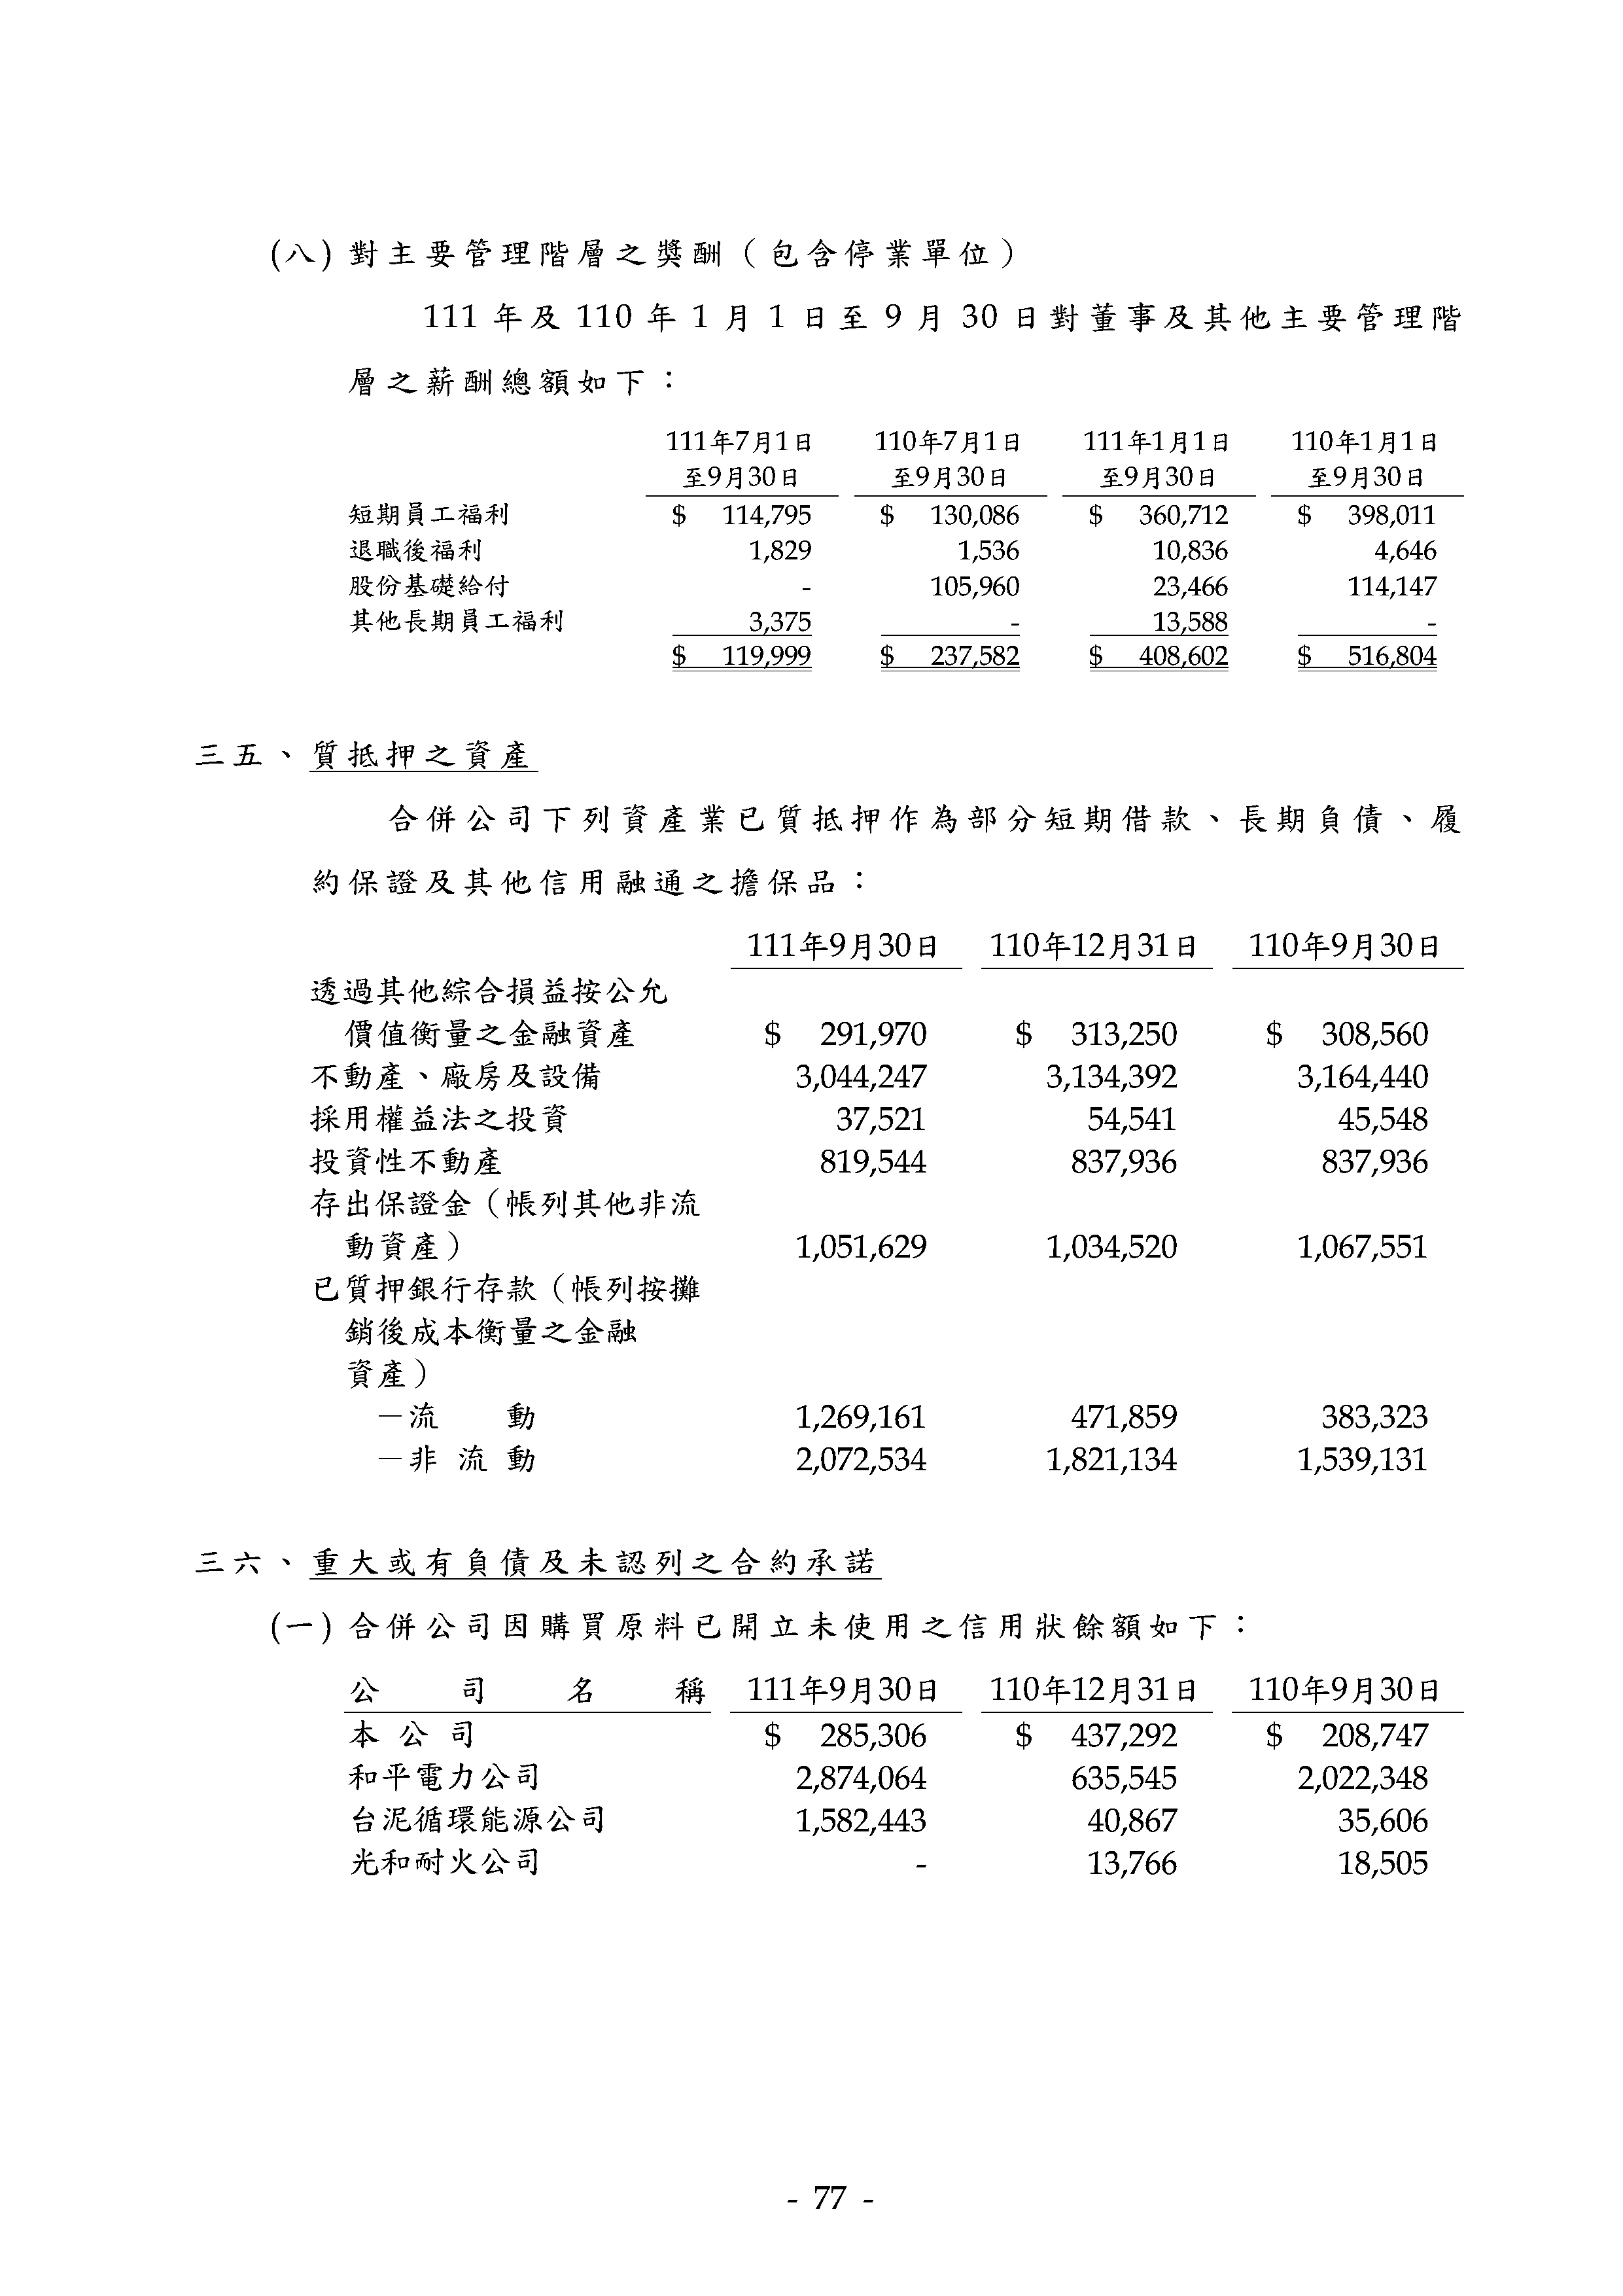 (八) 對主要管理階層之獎酬（包含停業單位）
111 年及 110 年 1 月 1 日至 9 月 30 日對董事及其他主要管理階
層之薪酬總額如下：
111年7月1日 110年7月1日 111年1月1日 110年1月1日
至9月30日 至9月30日 至9月30日 至9月30日
短期員工福利 $ 114,795 $ 130,086 $ 360,712 $ 398,011
退職後福利 1,829 1,536 10,836 4,646
股份基礎給付 - 105,960 23,466 114,147
其他長期員工福利 3,375 - 13,588 -
$ 119,999 $ 237,582 $ 408,602 $ 516,804
三五、質抵押之資產
合併公司下列資產業已質抵押作為部分短期借款、長期負債、履
約保證及其他信用融通之擔保品：
111年9月30日 110年12月31日 110年9月30日
透過其他綜合損益按公允
價值衡量之金融資產 $ 291,970 $ 313,250 $ 308,560
不動產、廠房及設備 3,044,247 3,134,392 3,164,440
採用權益法之投資 37,521 54,541 45,548
投資性不動產 819,544 837,936 837,936
存出保證金（帳列其他非流
動資產） 1,051,629 1,034,520 1,067,551
已質押銀行存款（帳列按攤
銷後成本衡量之金融
資產）
－流 動 1,269,161 471,859 383,323
－非 流 動 2,072,534 1,821,134 1,539,131
三六、重大或有負債及未認列之合約承諾
(一) 合併公司因購買原料已開立未使用之信用狀餘額如下：
公 司 名 稱 111年9月30日 110年12月31日 110年9月30日
本 公 司 $ 285,306 $ 437,292 $ 208,747
和平電力公司 2,874,064 635,545 2,022,348
台泥循環能源公司 1,582,443 40,867 35,606
光和耐火公司 - 13,766 18,505
- 77 -